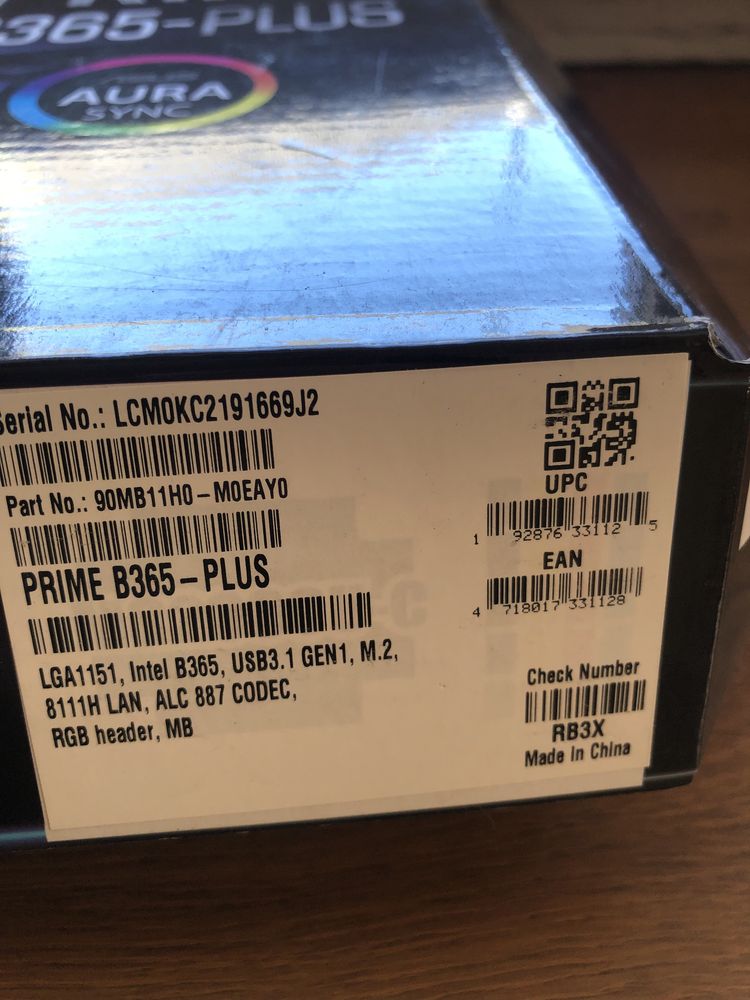 B365-PLUS
AURA
SYNC
Serial No.: LCM0KC2191669J2
Part No.: 90MB11H0-M0EAY0
PRIME B365-PLUS
LGA1151, Intel B365, USB3.1 GEN1, M.2,
8111H LAN, ALC 887 CODEC,
RGB header, MB
UPC
1 92876 33112 5
EAN
4 718017 331128
Check Number
RB3X
Made In China